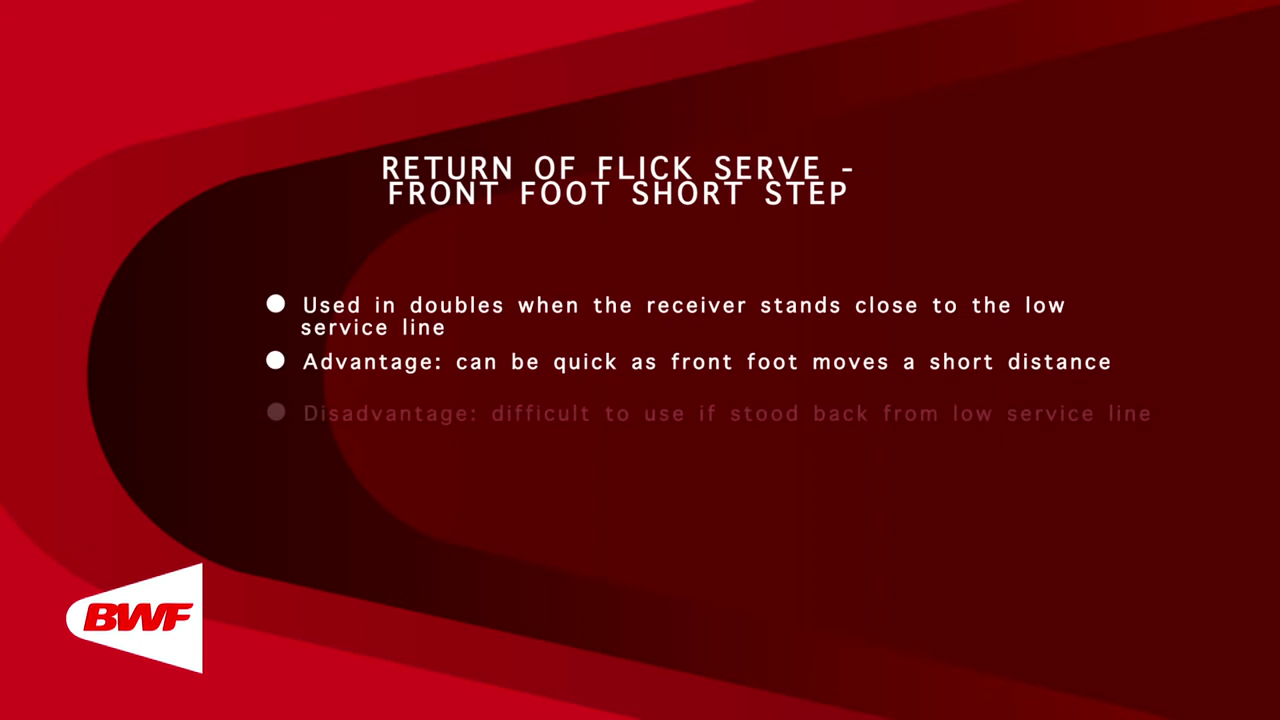 RETURN OF FLICK SERVE -
FRONT FOOT SHORT STEP
● Used in doubles when the receiver stands close to the low
service line
● Advantage: can be quick as front foot moves a short distance
● Disadvantage: difficult to use if stood back from low service line
BWF